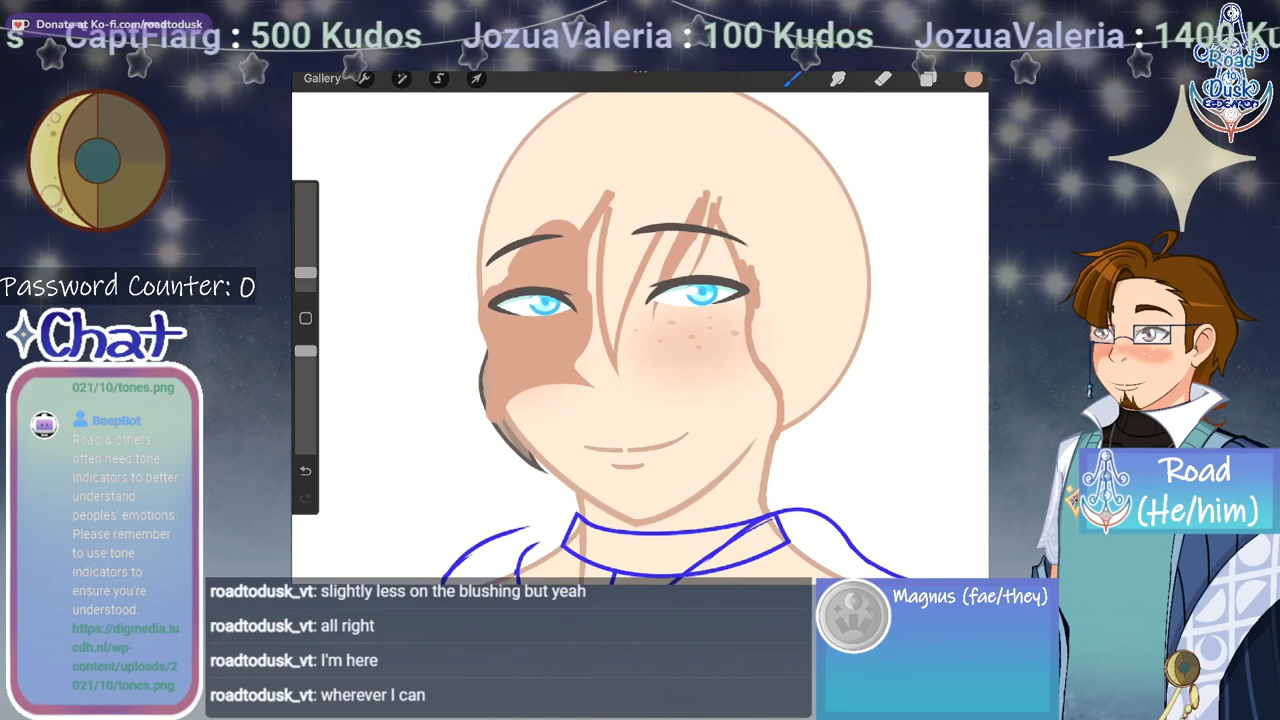 Donate at Ko-fi.com/roadtodusk
s CaptFlarg : 500 Kudos JozuaValeria : 100 Kudos JozuaValeria : 1400 Ku
Road
to
Dusk
Gallery
Password Counter: 0
Chat
021/10/tones.png
BeepBot
Road & others
often need tone
indicators to better
understand
peoples' emotions.
Please remember
to use tone
indicators to
ensure you're
understood.
https://digmedia.lu
cdh.nl/wp-
content/uploads/2
021/10/tones.png
roadtodusk_vt: slightly less on the blushing but yeah
roadtodusk_vt: all right
roadtodusk_vt: I'm here
roadtodusk_vt: wherever I can
Magnus (fae/they)
Road
(He/him)